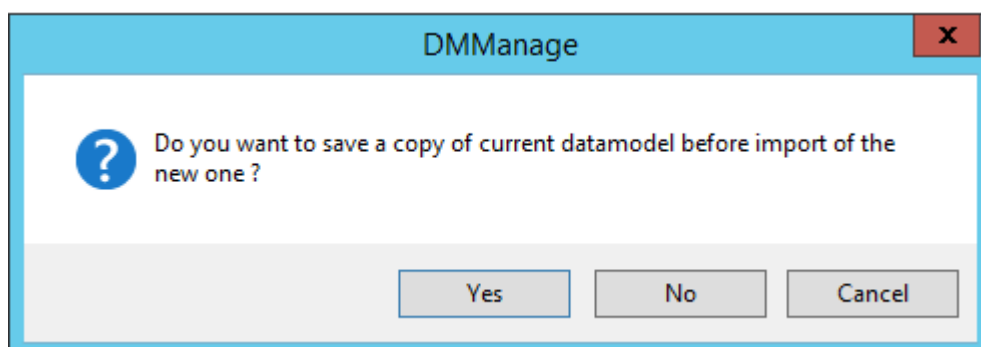 DMManage
x
Do you want to save a copy of current datamodel before import of the
new one ?
Yes No Cancel